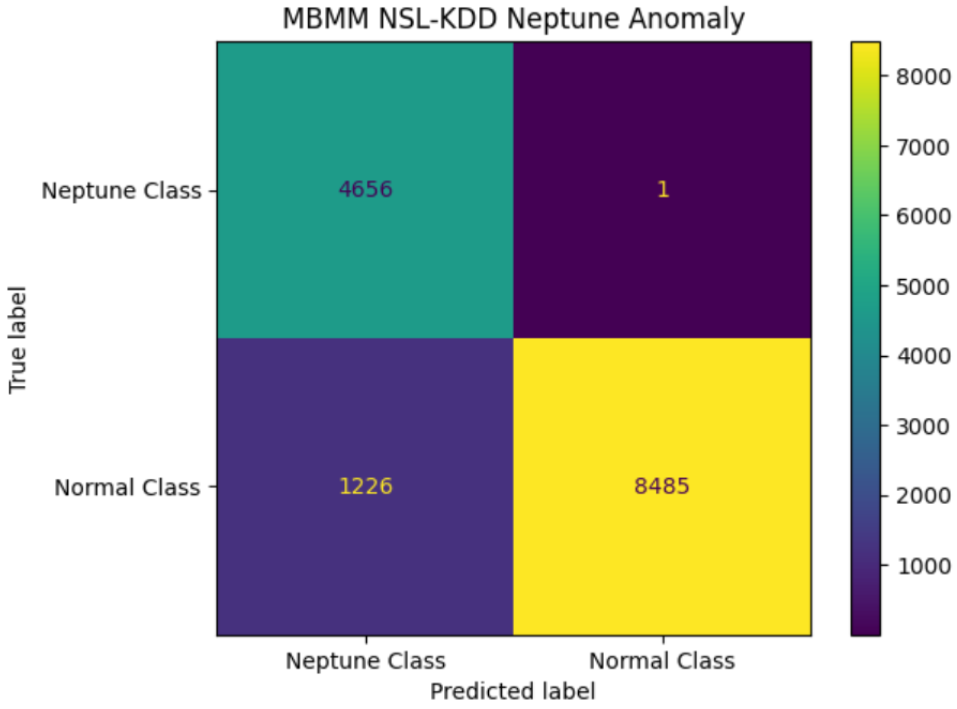 MBMM NSL-KDD Neptune Anomaly
True label
Neptune Class
4656
1
Normal Class
1226
8485
Neptune Class
Normal Class
Predicted label
8000
7000
6000
5000
4000
3000
2000
1000